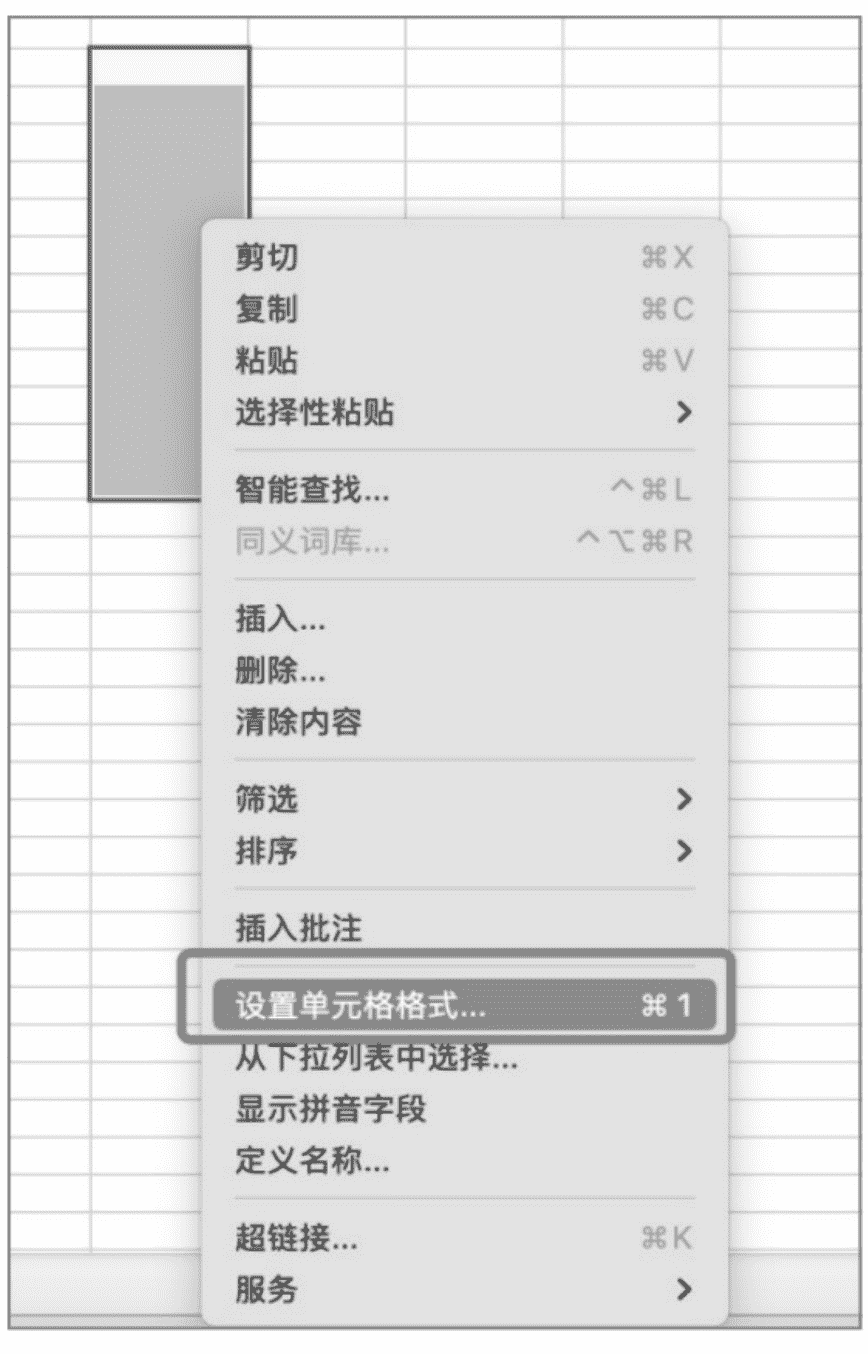 剪切 ⌘X
复制 ⌘C
粘贴 ⌘V
选择性粘贴 >
智能查找... ^⌘L
同义词库... ^⌥⌘R
插入...
删除...
清除内容
筛选 >
排序 >
插入批注
设置单元格格式... ⌘1
从下拉列表中选择...
显示拼音字段
定义名称...
超链接... ⌘K
服务 >